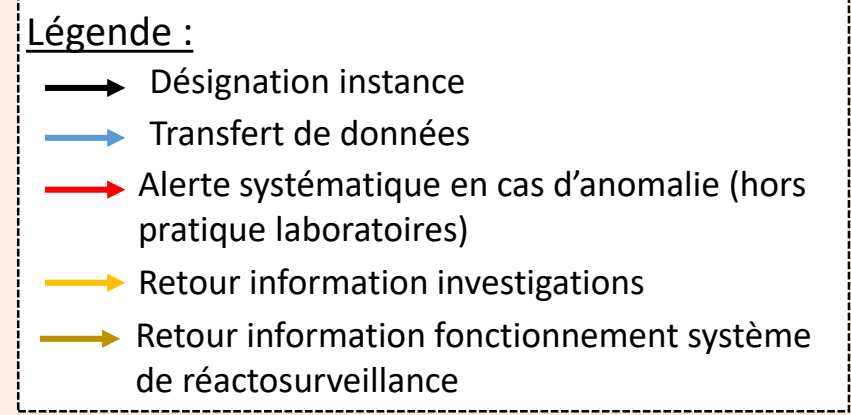 Légende :
Désignation instance
Transfert de données
Alerte systématique en cas d'anomalie (hors
pratique laboratoires)
Retour information investigations
Retour information fonctionnement système
de réactosurveillance